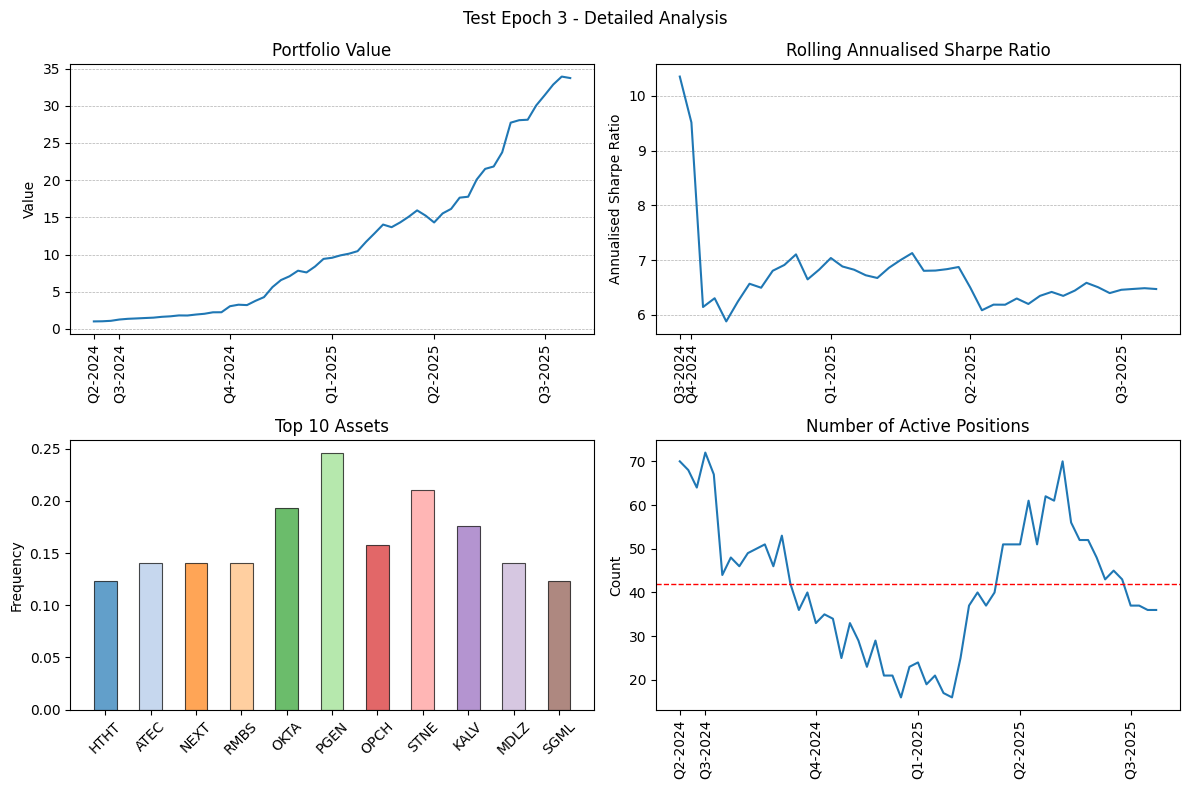 Test Epoch 3 - Detailed Analysis
Portfolio Value
Value
35
30
25
20
15
10
5
0
Q2-2024
Q3-2024
Q4-2024
Q1-2025
Q2-2025
Q3-2025
Rolling Annualised Sharpe Ratio
Annualised Sharpe Ratio
10
9
8
7
6
Q3-2024
Q4-2024
Q1-2025
Q2-2025
Q3-2025
Top 10 Assets
Frequency
0.25
0.20
0.15
0.10
0.05
0.00
HTHT
ATEC
NEXT
RMBS
OKTA
PGEN
OPCH
STNE
KALV
MDLZ
SGML
Number of Active Positions
Count
70
60
50
40
30
20
Q2-2024
Q3-2024
Q4-2024
Q1-2025
Q2-2025
Q3-2025